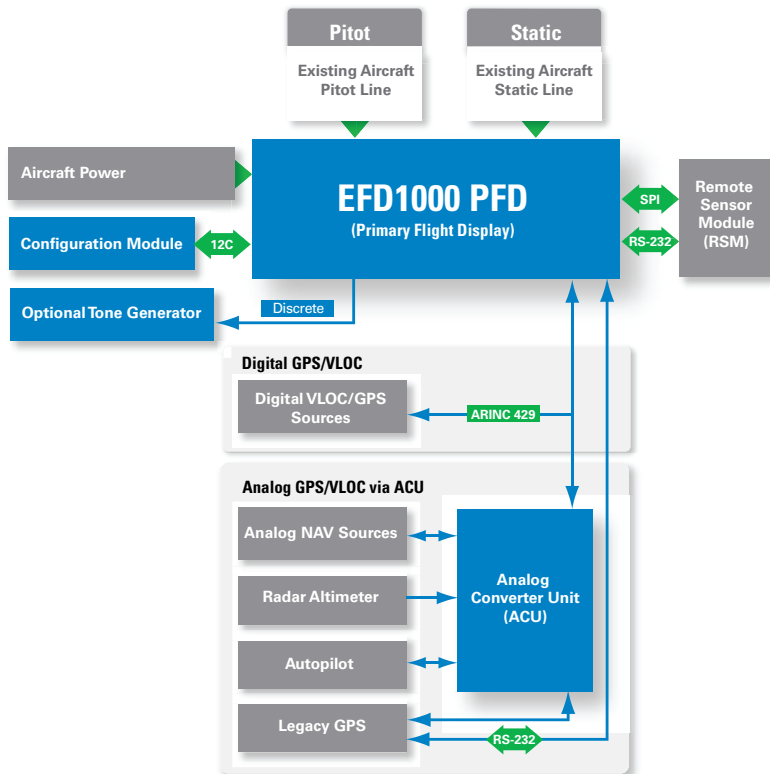 Pitot
Static
Existing Aircraft
Pitot Line
Existing Aircraft
Static Line
Aircraft Power
EFD1000 PFD
(Primary Flight Display)
SPI
RS-232
Remote
Sensor
Module
(RSM)
Configuration Module
12C
Optional Tone Generator
Discrete
Digital GPS/VLOC
Digital VLOC/GPS
Sources
ARINC 429
Analog GPS/VLOC via ACU
Analog NAV Sources
Radar Altimeter
Autopilot
Legacy GPS
Analog
Converter Unit
(ACU)
RS-232